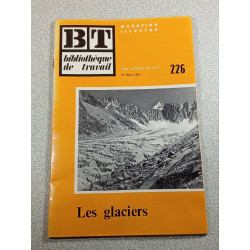 MAGAZINE
ILLUSTRÉ
BT
bibliothèque
de travail
226
Les glaciers